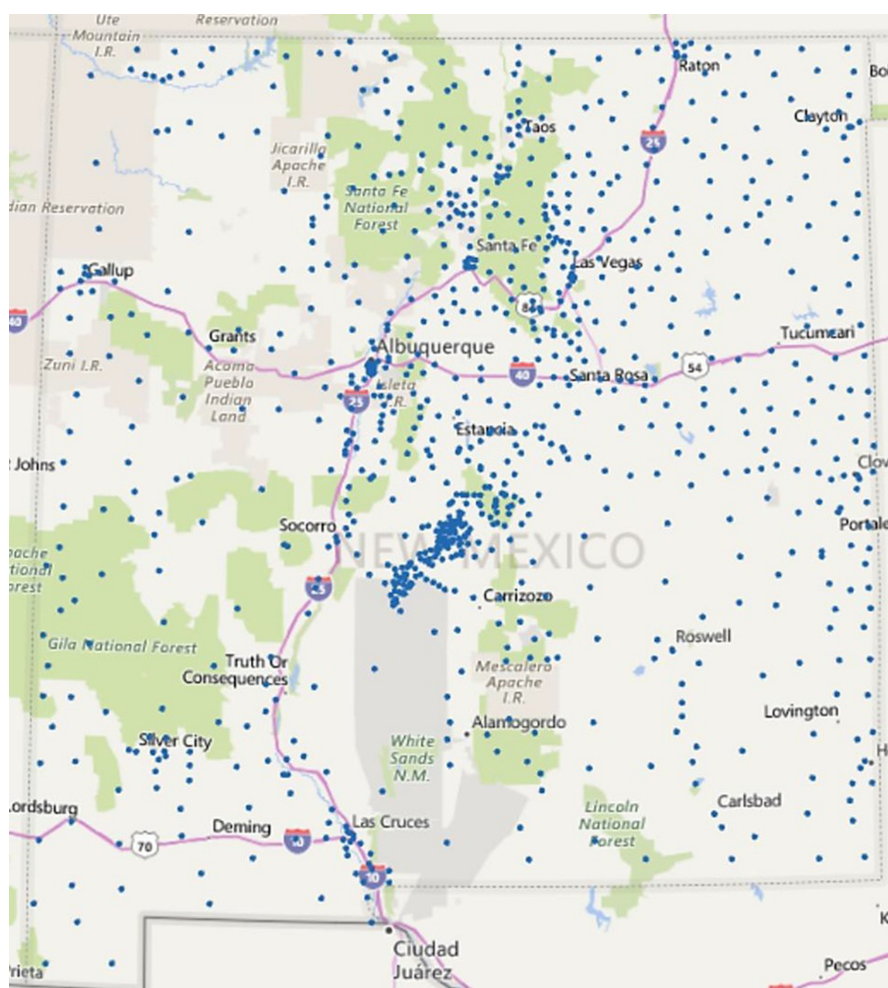 Ute
Mountain
I.R.
Reservation
Raton
Clayton
Taos
25
Jicarilla
Apache
I.R.
Santa Fe
National
Forest
dian Reservation
Santa Fe
Las Vegas
Gallup
84
40
Tucumcari
Grants
Albuquerque
Zuni I.R.
Acoma
Pueblo
Indian
Land
Isleta
I.R.
40
Santa Rosa
54
25
Estancia
Johns
Clov
Socorro
Portale
NEW MEXICO
pache
tional
orest
25
Carrizozo
Gila National Forest
Roswell
Truth Or
Consequences
Mescalero
Apache
I.R.
Lovington
Alamogordo
Silver City
White
Sands
N.M.
H
ordsburg
Carlsbad
Lincoln
National
Forest
Deming
Las Cruces
70
10
10
Ciudad
Juárez
Prieta
Pecos
K
Boi